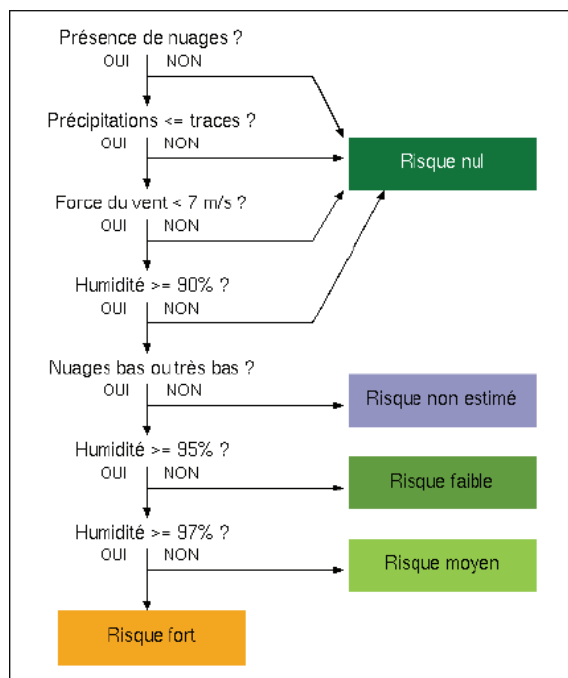 Présence de nuages ?
OUI NON
Précipitations <= traces ?
OUI NON
Risque nul
Force du vent < 7 m/s ?
OUI NON
Humidité >= 90% ?
OUI NON
Nuages bas ou très bas ?
OUI NON
Risque non estimé
Humidité >= 95% ?
OUI NON
Risque faible
Humidité >= 97% ?
OUI NON
Risque moyen
Risque fort